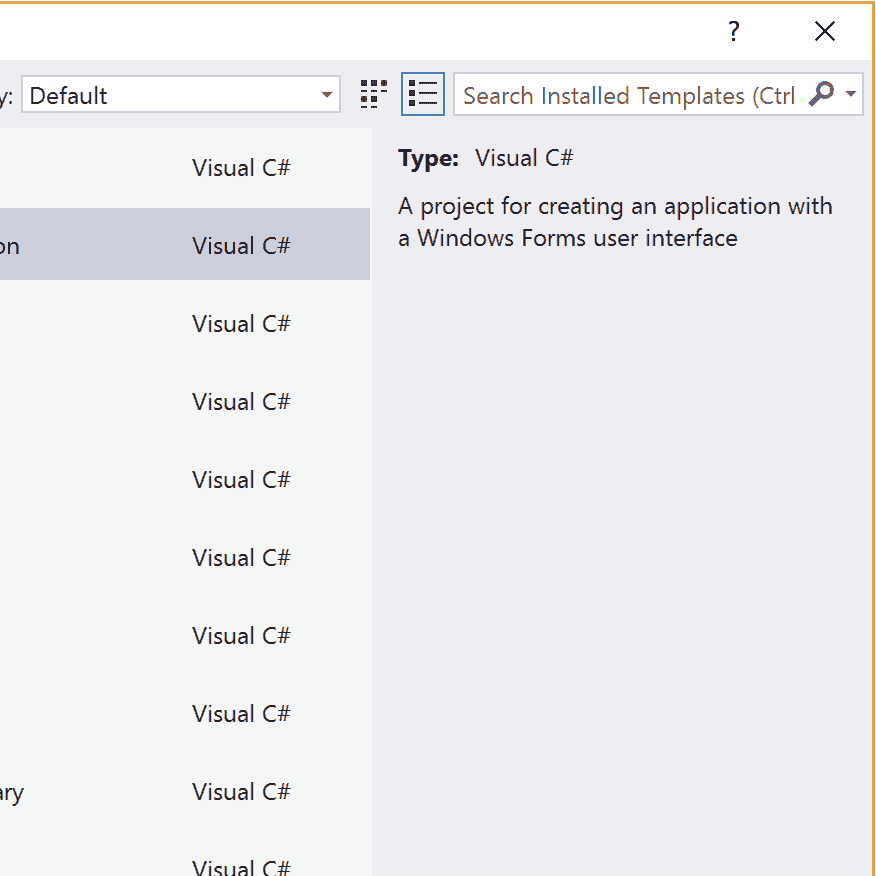 ?
y: Default Search Installed Templates (Ctrl
Visual C# Type: Visual C#
A project for creating an application with
on Visual C# a Windows Forms user interface
Visual C#
Visual C#
Visual C#
Visual C#
Visual C#
Visual C#
ary Visual C#
Visual C#